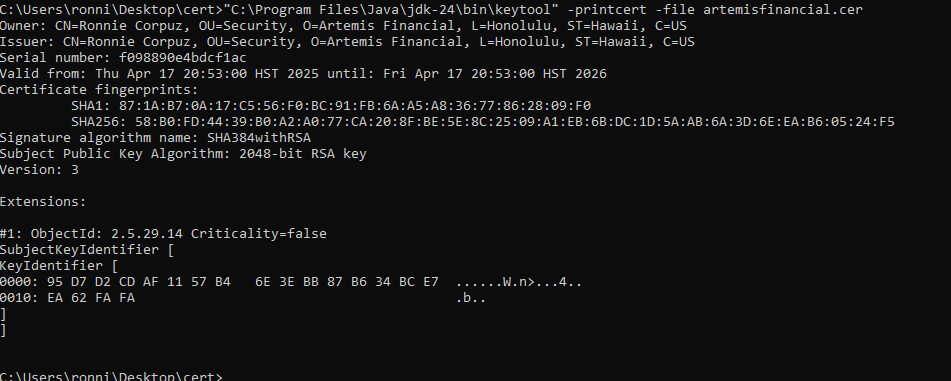 C:\Users\ronni\Desktop\cert>"C:\Program Files\Java\jdk-24\bin\keytool" -printcert -file artemisfinancial.cer
Owner: CN=Ronnie Corpuz, OU=Security, O=Artemis Financial, L=Honolulu, ST=Hawaii, C=US
Issuer: CN=Ronnie Corpuz, OU=Security, O=Artemis Financial, L=Honolulu, ST=Hawaii, C=US
Serial number: f098890e4bdcf1ac
Valid from: Thu Apr 17 20:53:00 HST 2025 until: Fri Apr 17 20:53:00 HST 2026
Certificate fingerprints:
         SHA1: 87:1A:B7:0A:17:C5:56:F0:BC:91:FB:6A:A5:A8:36:77:86:28:09:F0
         SHA256: 58:B0:FD:44:39:B0:A2:A0:77:CA:20:8F:BE:5E:8C:25:09:A1:EB:6B:DC:1D:5A:AB:6A:3D:6E:EA:B6:05:24:F5
Signature algorithm name: SHA384withRSA
Subject Public Key Algorithm: 2048-bit RSA key
Version: 3
Extensions:
#1: ObjectId: 2.5.29.14 Criticality=false
SubjectKeyIdentifier [
KeyIdentifier [
0000: 95 D7 D2 CD AF 11 57 B4   6E 3E BB 87 B6 34 BC E7  ......W.n>...4..
0010: EA 62 FA FA                                        .b..
]
]
C:\Users\ronni\Desktop\cert>